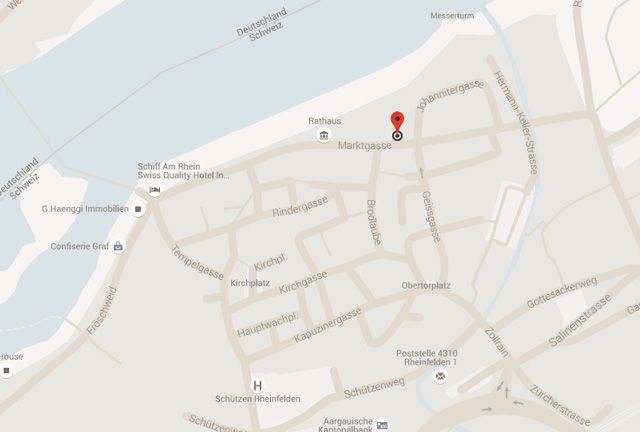 Messerturm
Deutschland
Schweiz
Johannitergasse
Hermann-Keller-Strasse
Rathaus
Marktgasse
Deutschland
Schweiz
Schiff Am Rhein
Swiss Quality Hotel In...
G.Haenggi Immobilien
Rindergasse
Brodlaube
Geissgasse
Confiserie Graf
Tempelgasse
Kirchpl.
Kirchplatz
Kirchgasse
Obertorplatz
Gottesackerweg
Fröschweid
Hauptwachpl.
Kapuzinergasse
Zollrain
Salinenstrasse
House
Poststelle 4310
Rheinfelden 1
Schützen Rheinfelden
Schützenweg
Zürcherstrasse
Schützenweg
Aargauische
Kantonalbank